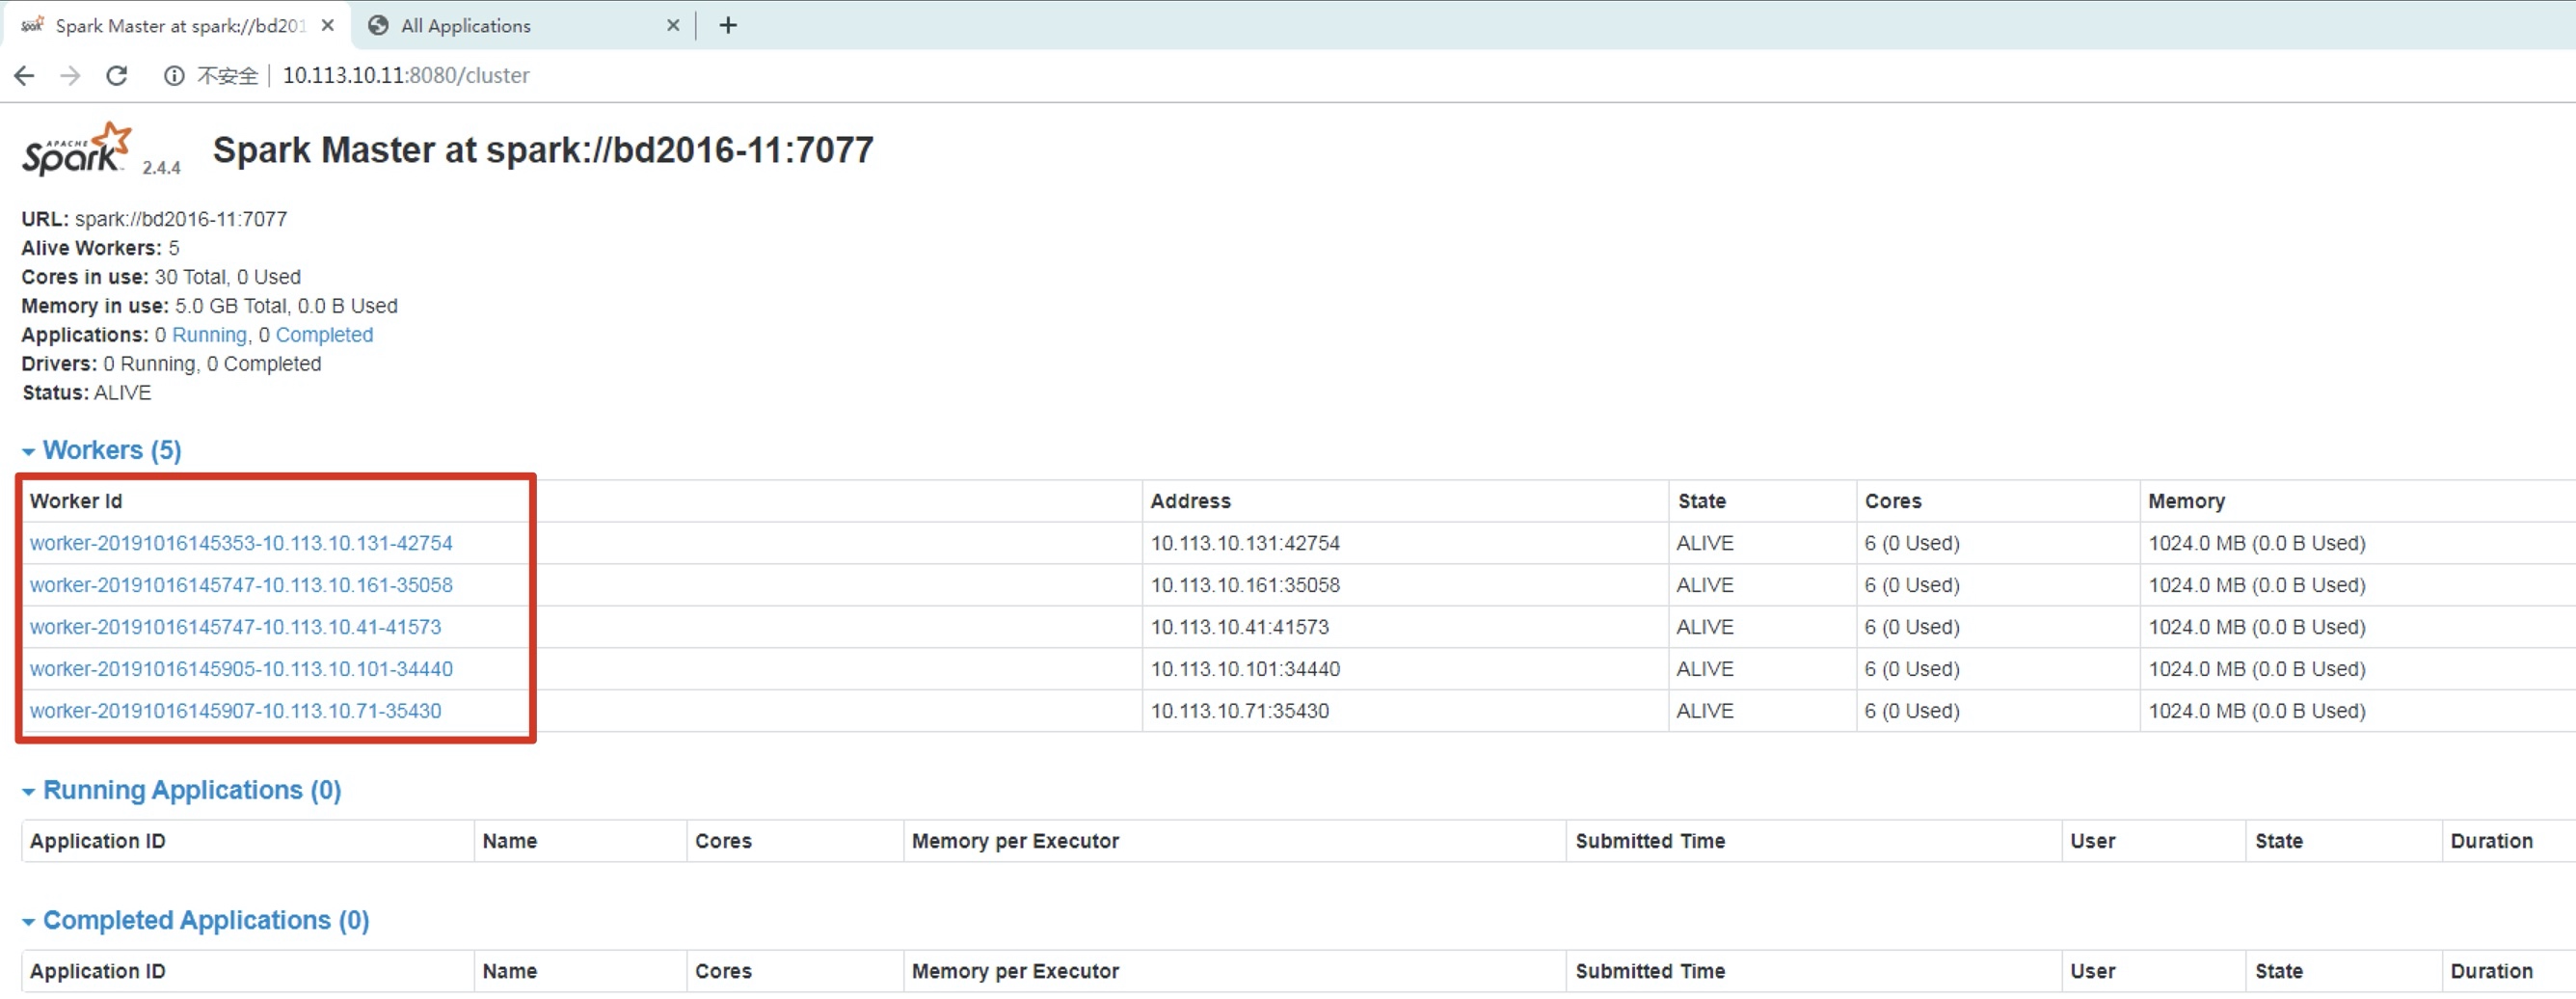 Spark Master at spark://bd201
All Applications
不安全 10.113.10.11:8080/cluster
APACHE Spark 2.4.4 Spark Master at spark://bd2016-11:7077
URL: spark://bd2016-11:7077
Alive Workers: 5
Cores in use: 30 Total, 0 Used
Memory in use: 5.0 GB Total, 0.0 B Used
Applications: 0 Running, 0 Completed
Drivers: 0 Running, 0 Completed
Status: ALIVE
Workers (5)
Worker Id Address State Cores Memory
worker-20191016145353-10.113.10.131-42754 10.113.10.131:42754 ALIVE 6 (0 Used) 1024.0 MB (0.0 B Used)
worker-20191016145747-10.113.10.161-35058 10.113.10.161:35058 ALIVE 6 (0 Used) 1024.0 MB (0.0 B Used)
worker-20191016145747-10.113.10.41-41573 10.113.10.41:41573 ALIVE 6 (0 Used) 1024.0 MB (0.0 B Used)
worker-20191016145905-10.113.10.101-34440 10.113.10.101:34440 ALIVE 6 (0 Used) 1024.0 MB (0.0 B Used)
worker-20191016145907-10.113.10.71-35430 10.113.10.71:35430 ALIVE 6 (0 Used) 1024.0 MB (0.0 B Used)
Running Applications (0)
Application ID Name Cores Memory per Executor Submitted Time User State Duration
Completed Applications (0)
Application ID Name Cores Memory per Executor Submitted Time User State Duration